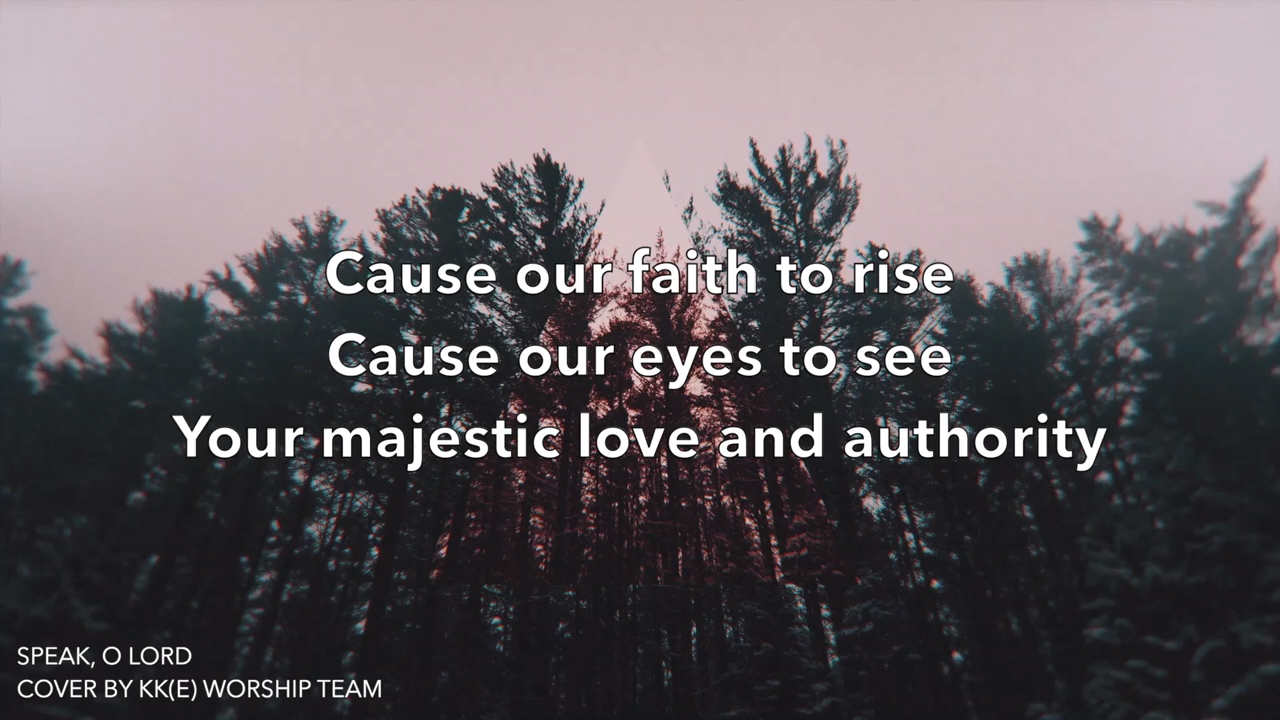 Cause our faith to rise
Cause our eyes to see
Your majestic love and authority
SPEAK, O LORD
COVER BY KK(E) WORSHIP TEAM